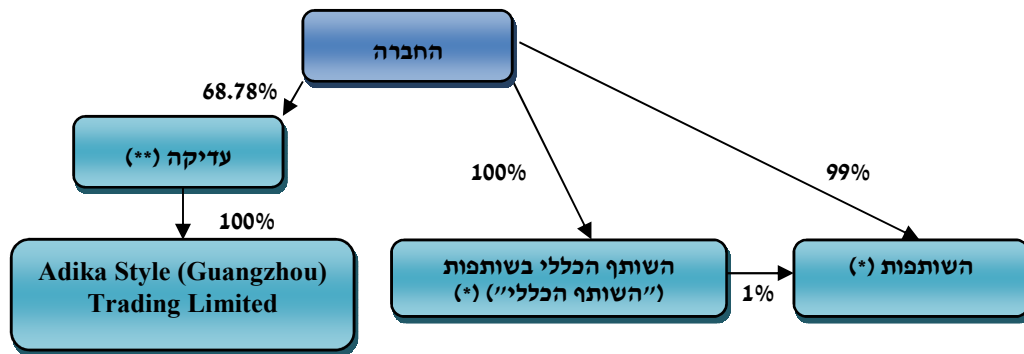 החברה
68.78%
עדיקה (**)
100%
99%
100%
Adika Style (Guangzhou)
Trading Limited
השותף הכללי בשותפות
("השותף הכללי") (*)
1%
השותפות (*)